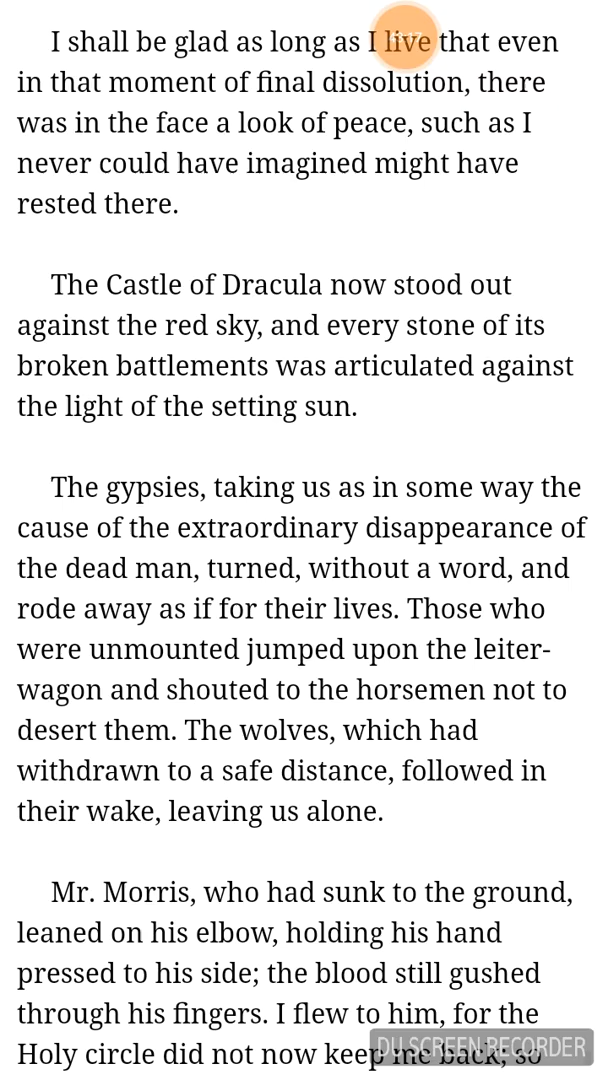 I shall be glad as long as I live that even
in that moment of final dissolution, there
was in the face a look of peace, such as I
never could have imagined might have
rested there.
The Castle of Dracula now stood out
against the red sky, and every stone of its
broken battlements was articulated against
the light of the setting sun.
The gypsies, taking us as in some way the
cause of the extraordinary disappearance of
the dead man, turned, without a word, and
rode away as if for their lives. Those who
were unmounted jumped upon the leiter-
wagon and shouted to the horsemen not to
desert them. The wolves, which had
withdrawn to a safe distance, followed in
their wake, leaving us alone.
Mr. Morris, who had sunk to the ground,
leaned on his elbow, holding his hand
pressed to his side; the blood still gushed
through his fingers. I flew to him, for the
Holy circle did not now keep me back; so
DU SCREEN RECORDER